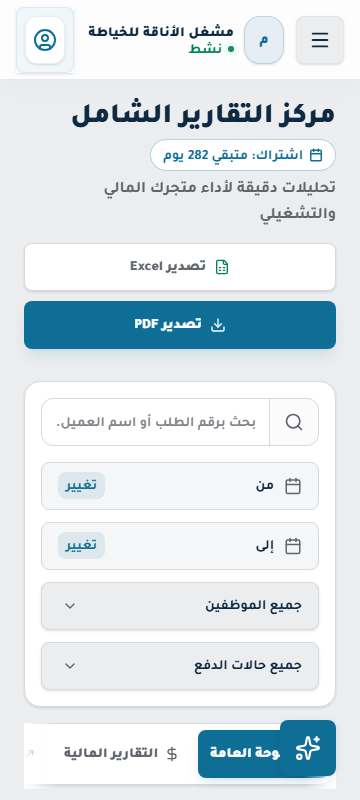 مشغل الأناقة للخياطة
نشط
م
مركز التقارير الشامل
اشتراك: متبقي 282 يوم
تحليلات دقيقة لأداء متجرك المالي
والتشغيلي
تصدير Excel
تصدير PDF
بحث برقم الطلب أو اسم العميل.
من
تغيير
إلى
تغيير
جميع الموظفين
جميع حالات الدفع
وحة العامة
التقارير المالية